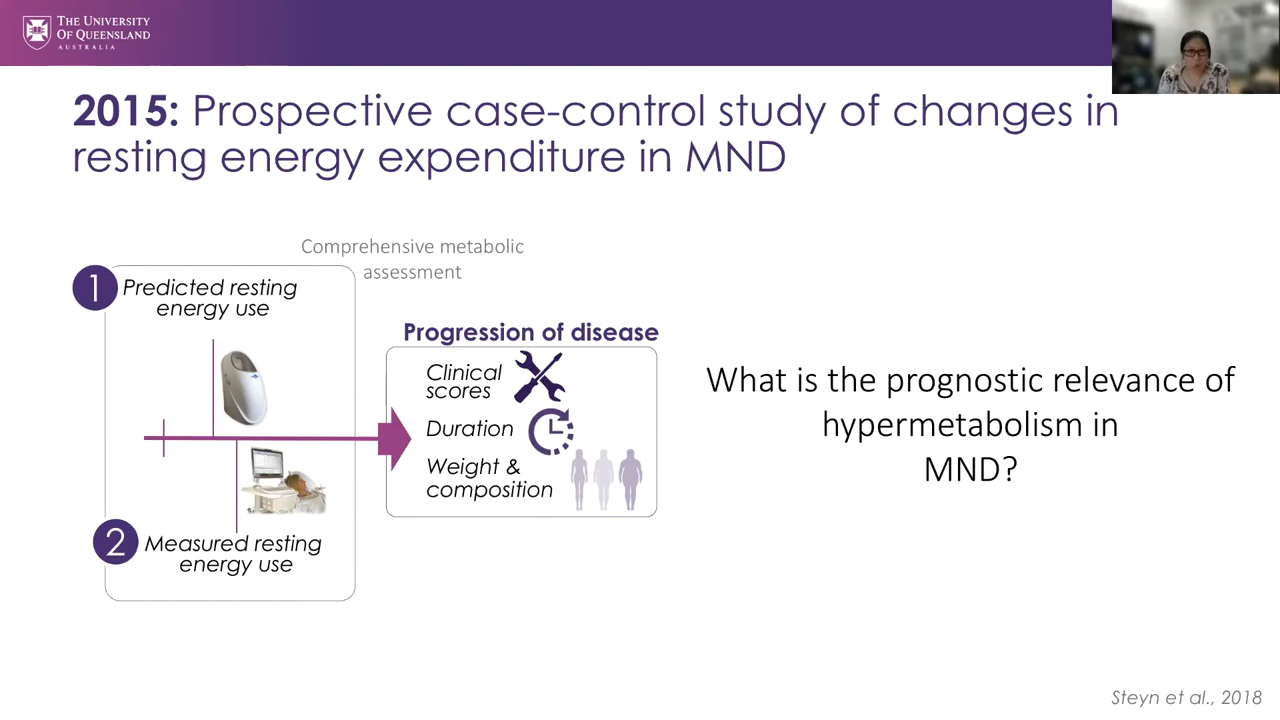 THE UNIVERSITY
OF QUEENSLAND
AUSTRALIA
2015: Prospective case-control study of changes in
resting energy expenditure in MND
Comprehensive metabolic
assessment
1
Predicted resting
energy use
2
Measured resting
energy use
Progression of disease
Clinical
scores
Duration
Weight &
composition
What is the prognostic relevance of
hypermetabolism in
MND?
Steyn et al., 2018